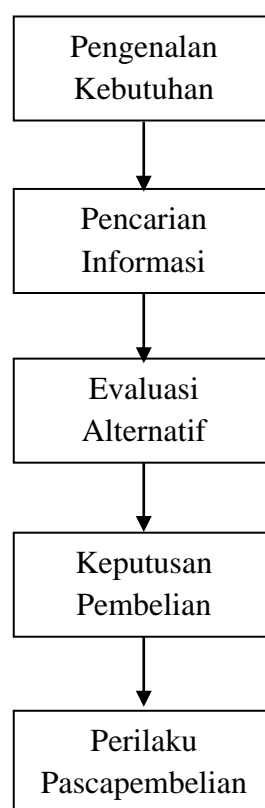 Pengenalan
Kebutuhan
Pencarian
Informasi
Evaluasi
Alternatif
Keputusan
Pembelian
Perilaku
Pascapembelian